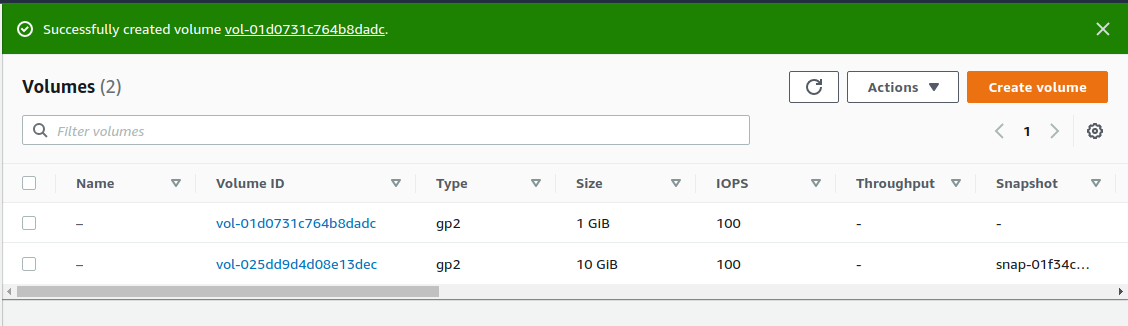 Successfully created volume vol-01d0731c764b8dadc.
Volumes (2)
Actions
Create volume
Filter volumes
1
Name Volume ID Type Size IOPS Throughput Snapshot
– vol-01d0731c764b8dadc gp2 1 GiB 100 - -
– vol-025dd9d4d08e13dec gp2 10 GiB 100 - snap-01f34c...